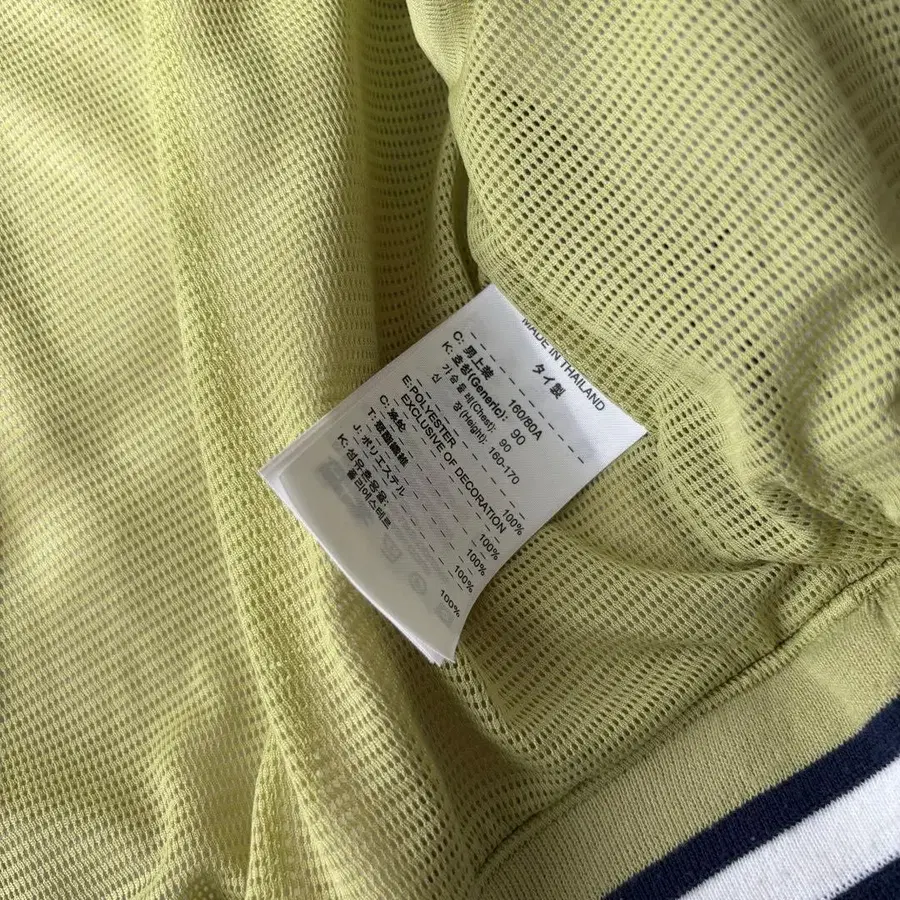 MADE IN THAILAND
タイ製
C: 男上装 160/80A
K: 호칭(Generic): 90
가슴둘레(Chest): 90
신 장(Height): 160-170
E:POLYESTER 100%
EXCLUSIVE OF DECORATION
C: 涤纶 100%
T: 聚酯纖維 100%
J: ポリエステル 100%
K: 섬유혼용율:
폴리에스테르 100%